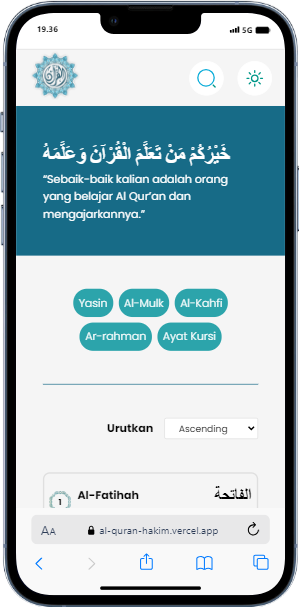 19.36
5G
خَيْرُكُمْ مَنْ تَعَلَّمَ الْقُرْآنَ وَعَلَّمَهُ
“Sebaik-baik kalian adalah orang
yang belajar Al Qur’an dan
mengajarkannya.”
Yasin Al-Mulk Al-Kahfi
Ar-rahman Ayat Kursi
Urutkan Ascending
1 Al-Fatihah الفاتحة
AA al-quran-hakim.vercel.app